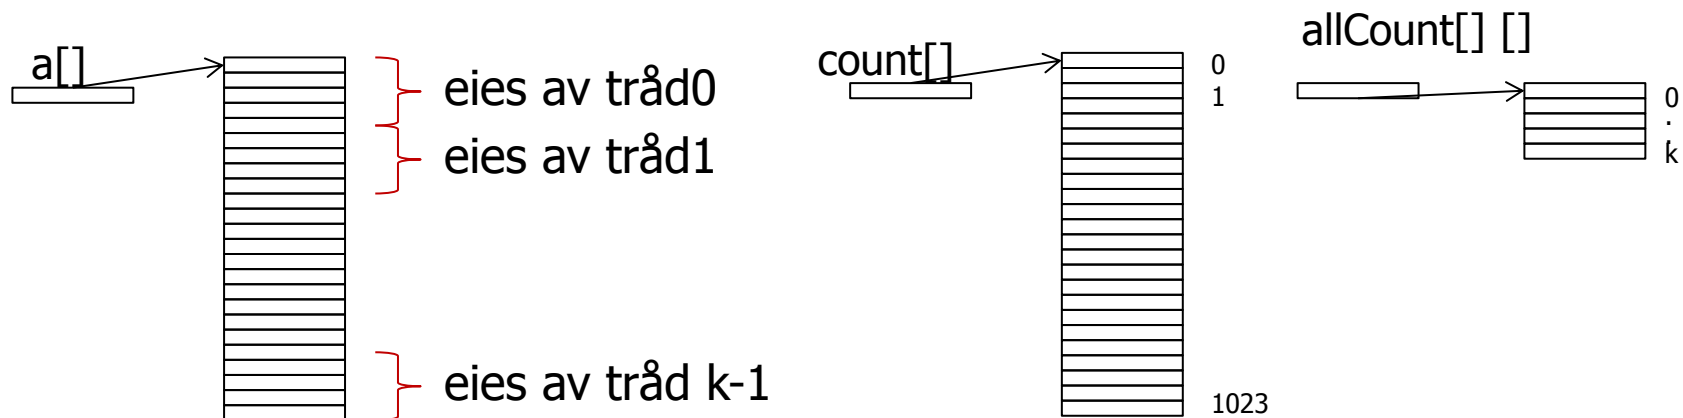 a[]
eies av tråd0
eies av tråd1
eies av tråd k-1
count[]
0
1
1023
allCount[] []
0
.
.
k